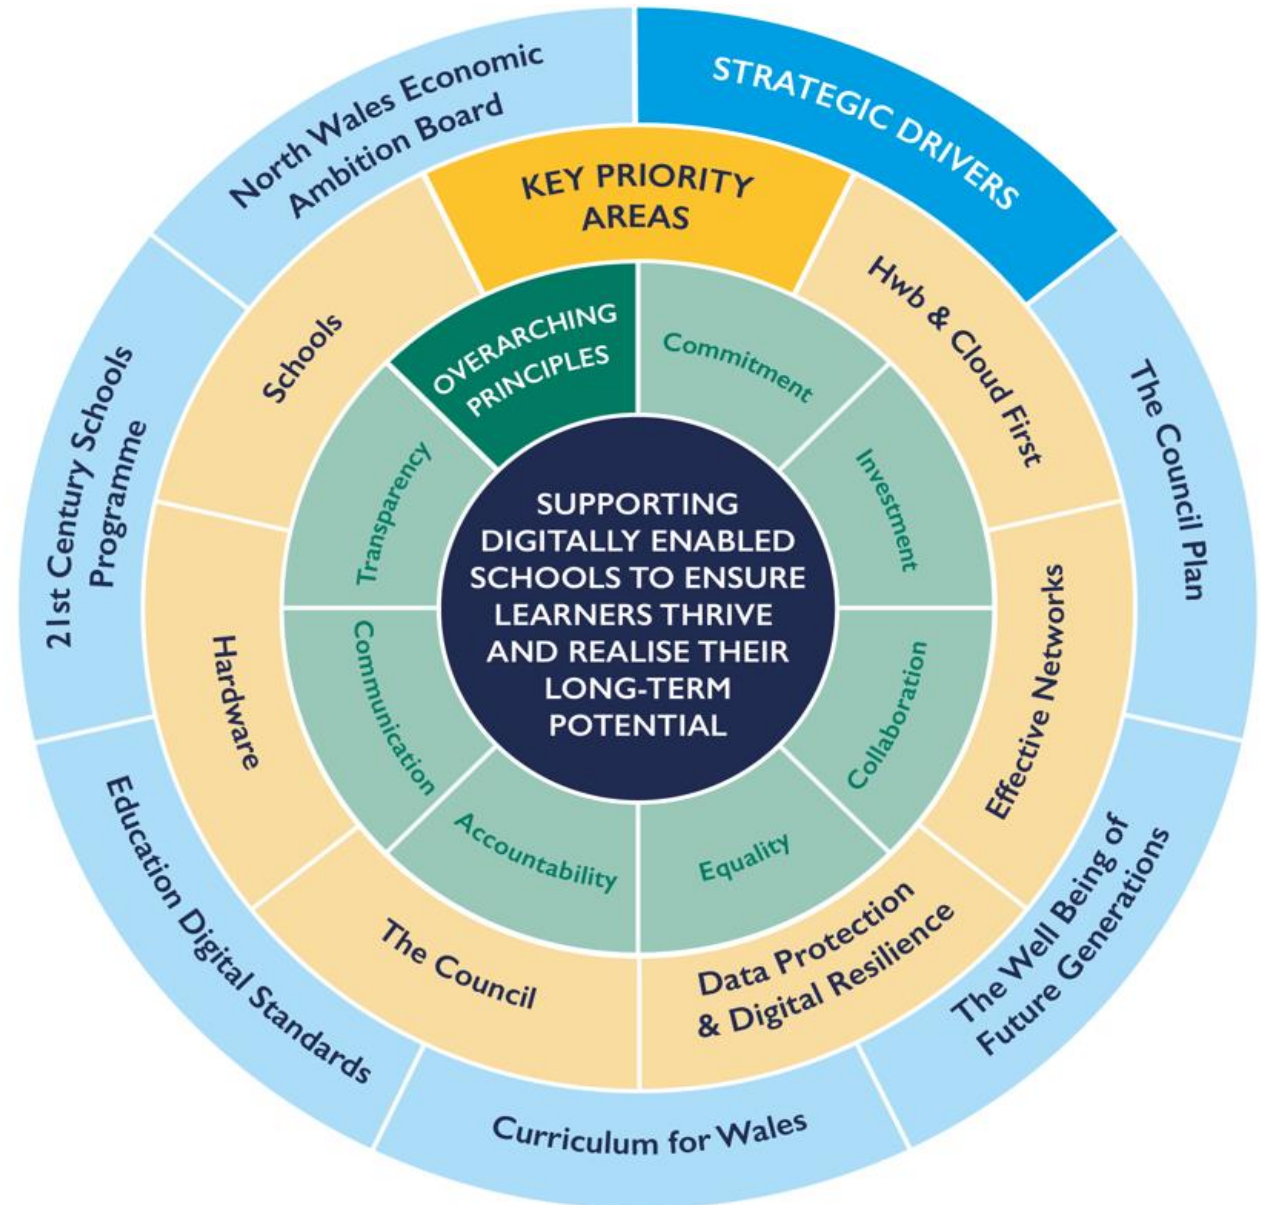 STRATEGIC DRIVERS
The Council Plan
The Well Being of
Future Generations
Curriculum for Wales
Education Digital Standards
21st Century Schools
Programme
North Wales Economic
Ambition Board
KEY PRIORITY
AREAS
Hwb & Cloud First
Effective Networks
Data Protection
& Digital Resilience
The Council
Hardware
Schools
OVERARCHING
PRINCIPLES
Commitment
Investment
Collaboration
Equality
Accountability
Communication
Transparency
SUPPORTING
DIGITALLY ENABLED
SCHOOLS TO ENSURE
LEARNERS THRIVE
AND REALISE THEIR
LONG-TERM
POTENTIAL